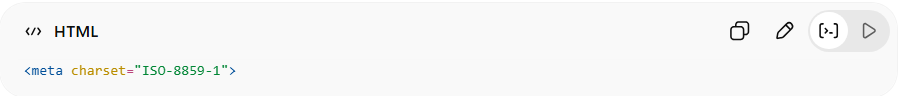 HTML
<meta charset="ISO-8859-1">